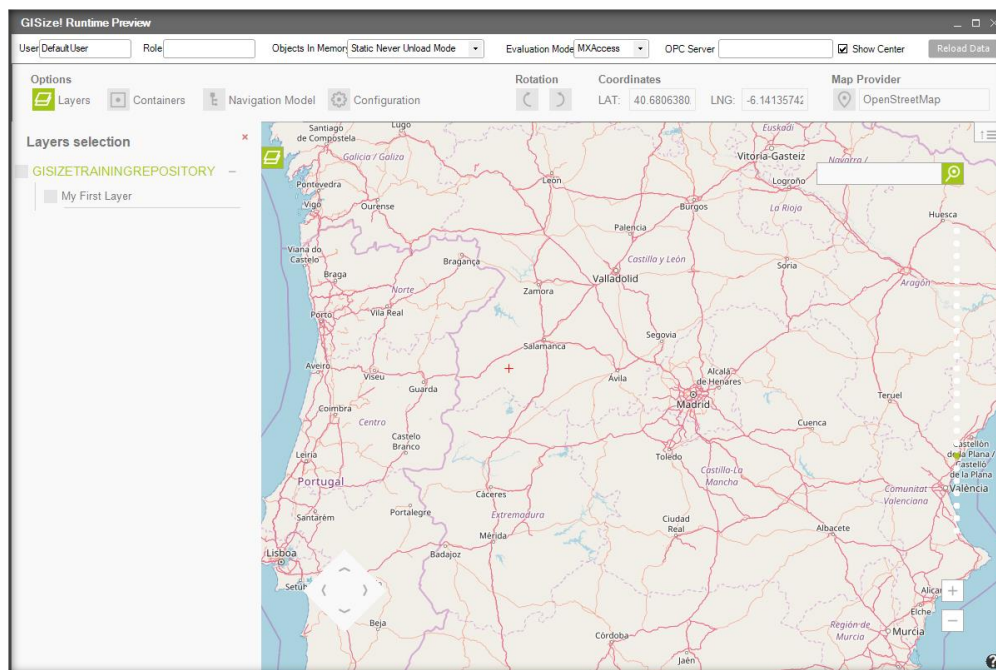 GISize! Runtime Preview
User DefaultUser Role Objects In Memory Static Never Unload Mode Evaluation Mode MXAccess OPC Server Show Center Reload Data
Options Rotation Coordinates Map Provider
Layers Containers Navigation Model Configuration LAT: 40.6806380 LNG: -6.14135742 OpenStreetMap
Layers selection
GISIZETRAININGREPOSITORY
My First Layer
Santiago
de Compostela
Lugo
Euskadi
Galicia / Galiza
Vitoria-Gasteiz
Navarra /
León
Pontevedra
Logroño
Vigo
Ourense
Burgos
La Rioja
Huesca
Palencia
Viana do
Castelo
Bragança
Castilla y León
Soria
Braga
Valladolid
Aragón
Norte
Zamora
Porto
Vila Real
Segovia
Salamanca
Aveiro
Viseu
Guarda
Ávila
Alcalá
de Henares
Madrid
Teruel
Coimbra
Centro
Cuenca
Castelo
Branco
Castellón
de la Plana /
Castelló
de la Plana
Leiria
Toledo
Castilla-La
Mancha
Portugal
Cáceres
Comunitat
Valenciana
València
Santarém
Portalegre
Extremadura
Ciudad
Real
Albacete
Mérida
Lisboa
Badajoz
Setúb
Alican
Elche
Beja
Región de
Murcia
Murcia
Córdoba
Jaén